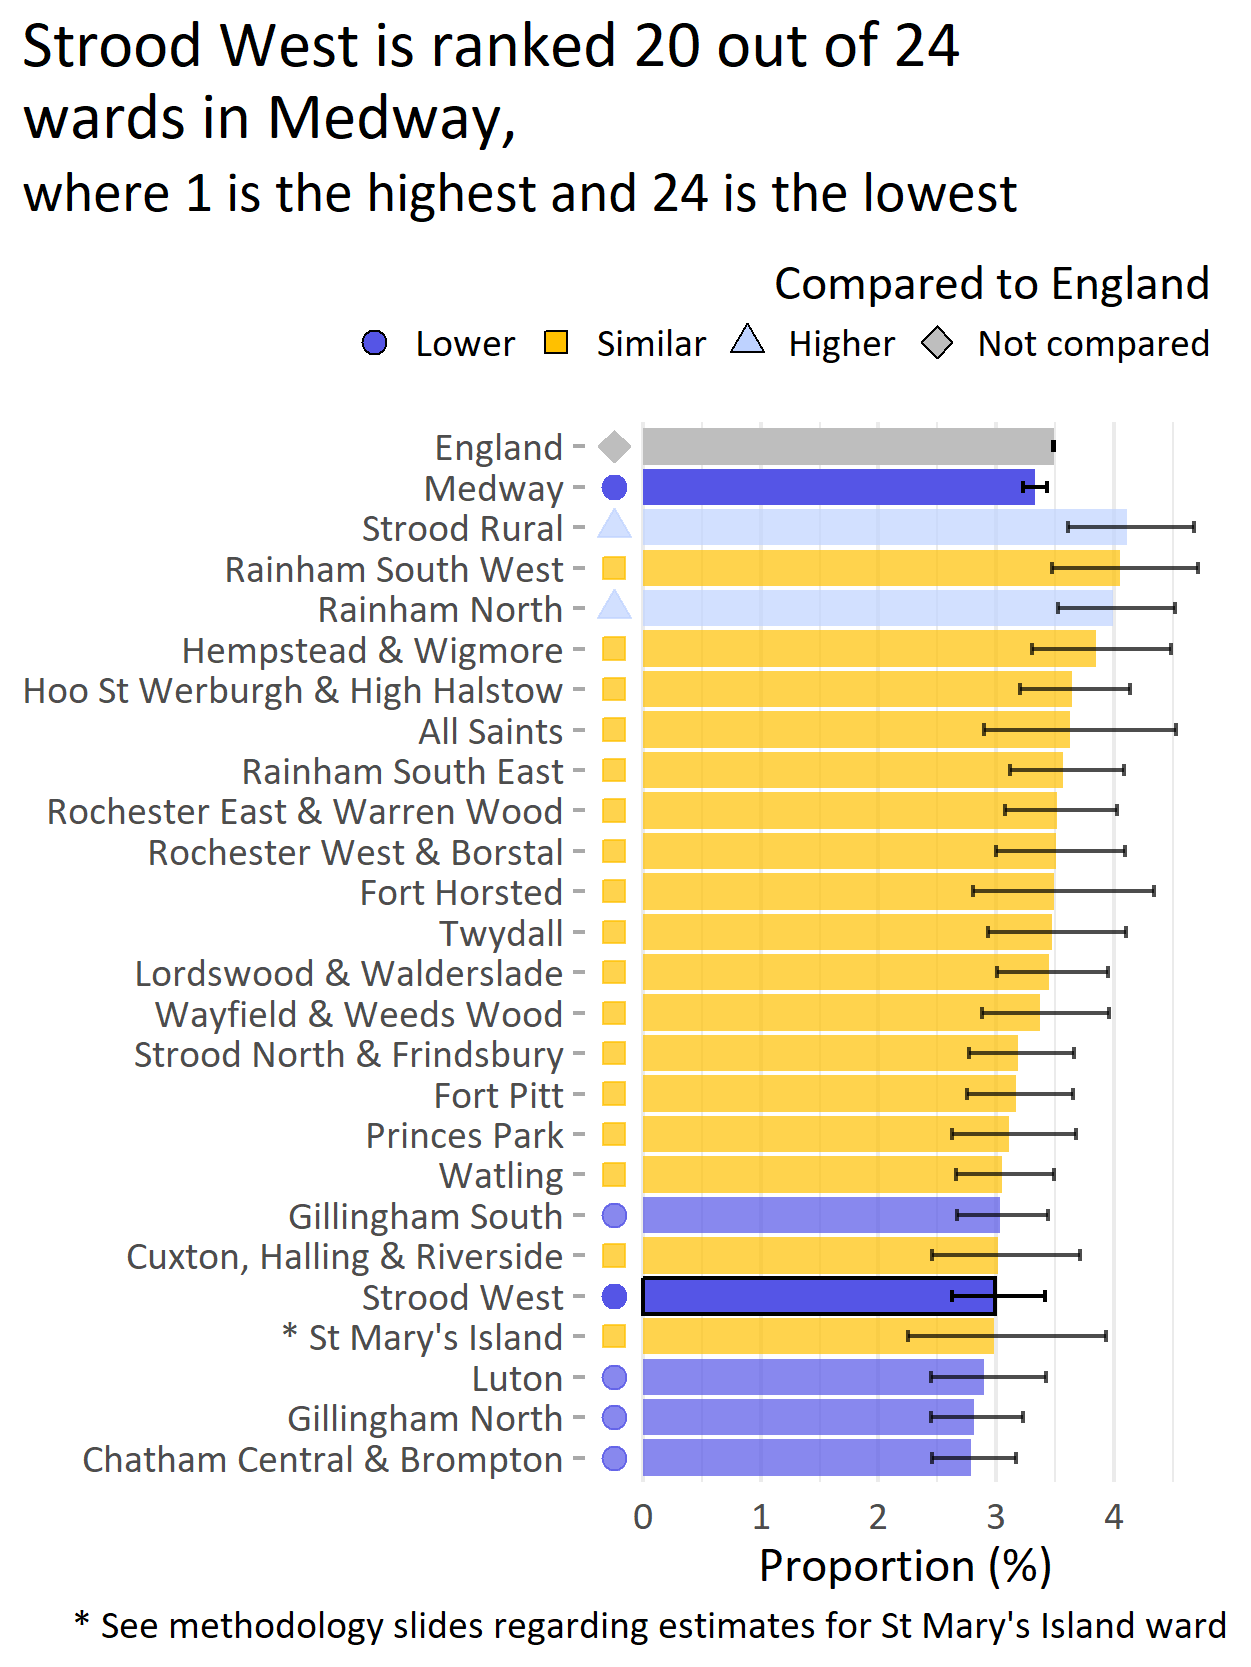 Strood West is ranked 20 out of 24
wards in Medway,
where 1 is the highest and 24 is the lowest
Compared to England
Lower Similar Higher Not compared
England
Medway
Strood Rural
Rainham South West
Rainham North
Hempstead & Wigmore
Hoo St Werburgh & High Halstow
All Saints
Rainham South East
Rochester East & Warren Wood
Rochester West & Borstal
Fort Horsted
Twydall
Lordswood & Walderslade
Wayfield & Weeds Wood
Strood North & Frindsbury
Fort Pitt
Princes Park
Watling
Gillingham South
Cuxton, Halling & Riverside
Strood West
* St Mary's Island
Luton
Gillingham North
Chatham Central & Brompton
0 1 2 3 4
Proportion (%)
* See methodology slides regarding estimates for St Mary's Island ward